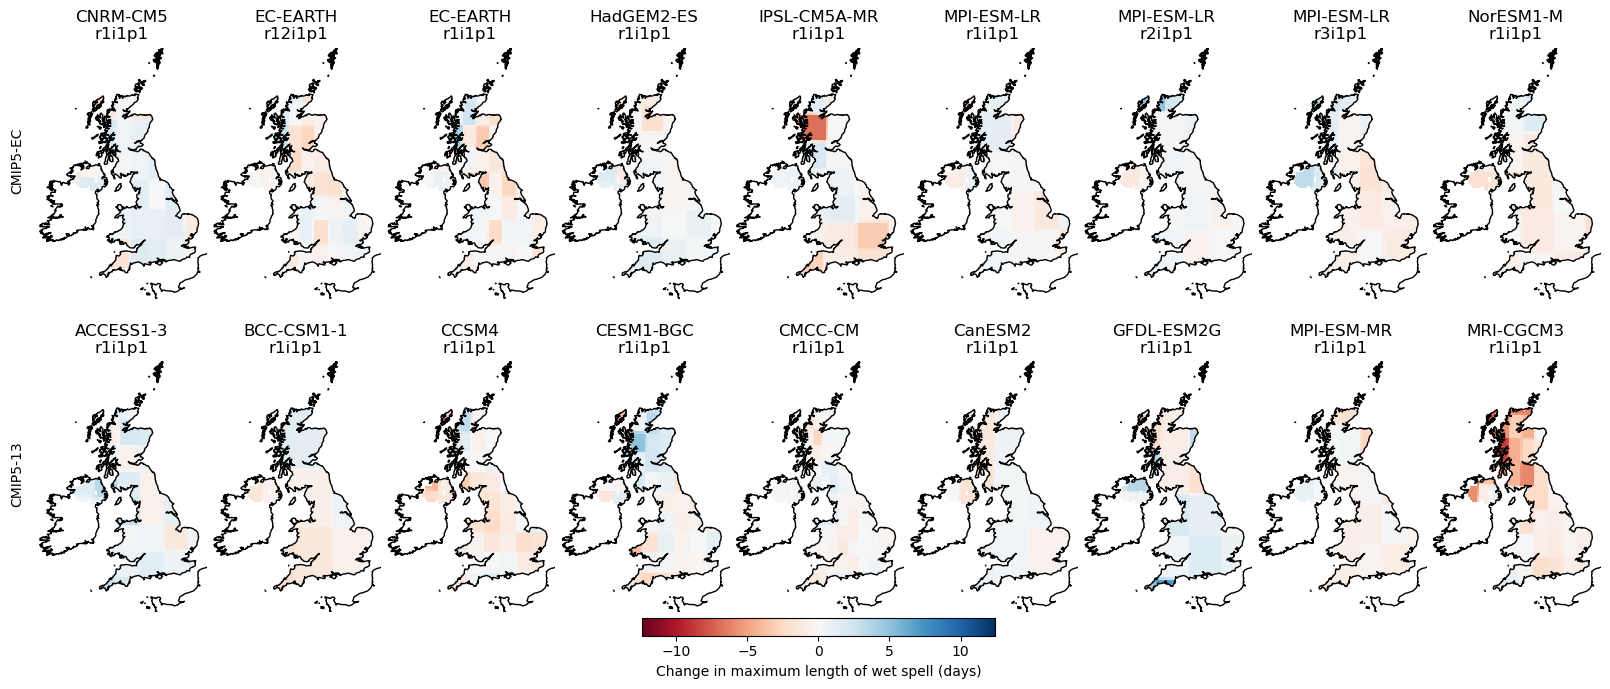 CNRM-CM5
r1i1p1
EC-EARTH
r12i1p1
EC-EARTH
r1i1p1
HadGEM2-ES
r1i1p1
IPSL-CM5A-MR
r1i1p1
MPI-ESM-LR
r1i1p1
MPI-ESM-LR
r2i1p1
MPI-ESM-LR
r3i1p1
NorESM1-M
r1i1p1
CMIP5-EC
ACCESS1-3
r1i1p1
BCC-CSM1-1
r1i1p1
CCSM4
r1i1p1
CESM1-BGC
r1i1p1
CMCC-CM
r1i1p1
CanESM2
r1i1p1
GFDL-ESM2G
r1i1p1
MPI-ESM-MR
r1i1p1
MRI-CGCM3
r1i1p1
CMIP5-13
−10 −5 0 5 10
Change in maximum length of wet spell (days)